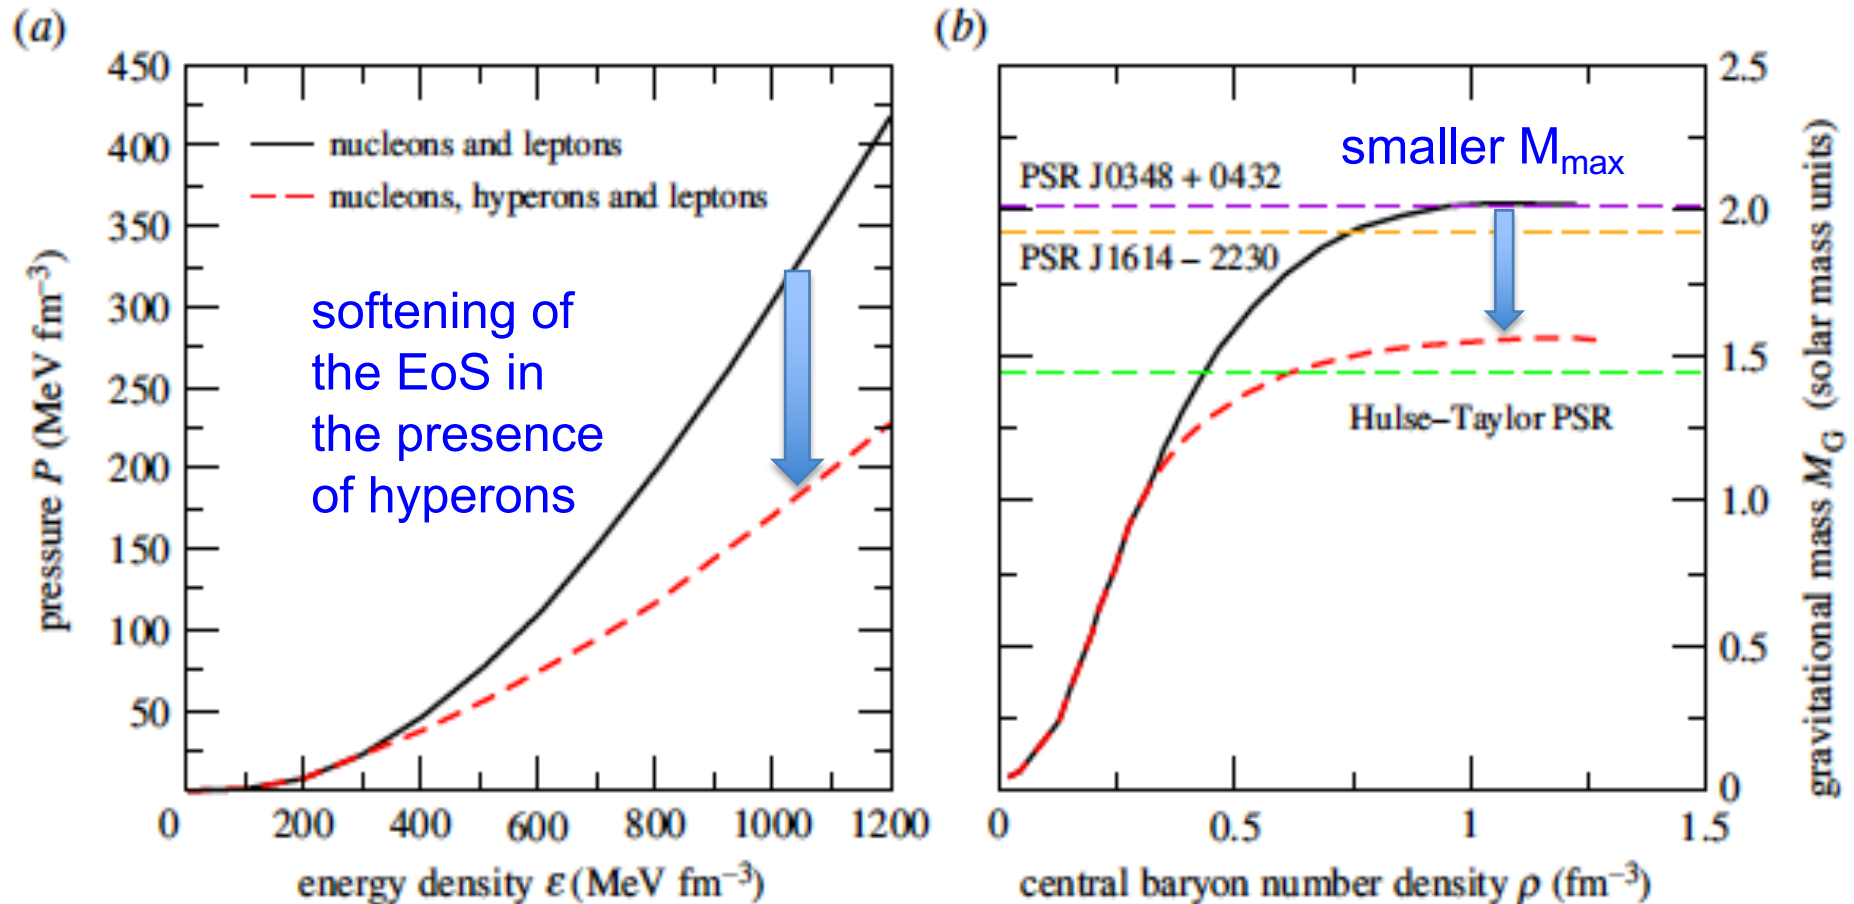 (a)
450
400
350
300
250
200
150
100
50
0
200
400
600
800
1000
1200
pressure P (MeV fm⁻³)
energy density ε (MeV fm⁻³)
nucleons and leptons
nucleons, hyperons and leptons
softening of
the EoS in
the presence
of hyperons
(b)
2.5
2.0
1.5
1.0
0.5
0
0
0.5
1
1.5
gravitational mass M_G (solar mass units)
central baryon number density ρ (fm⁻³)
smaller M_max
PSR J0348 + 0432
PSR J1614 – 2230
Hulse–Taylor PSR